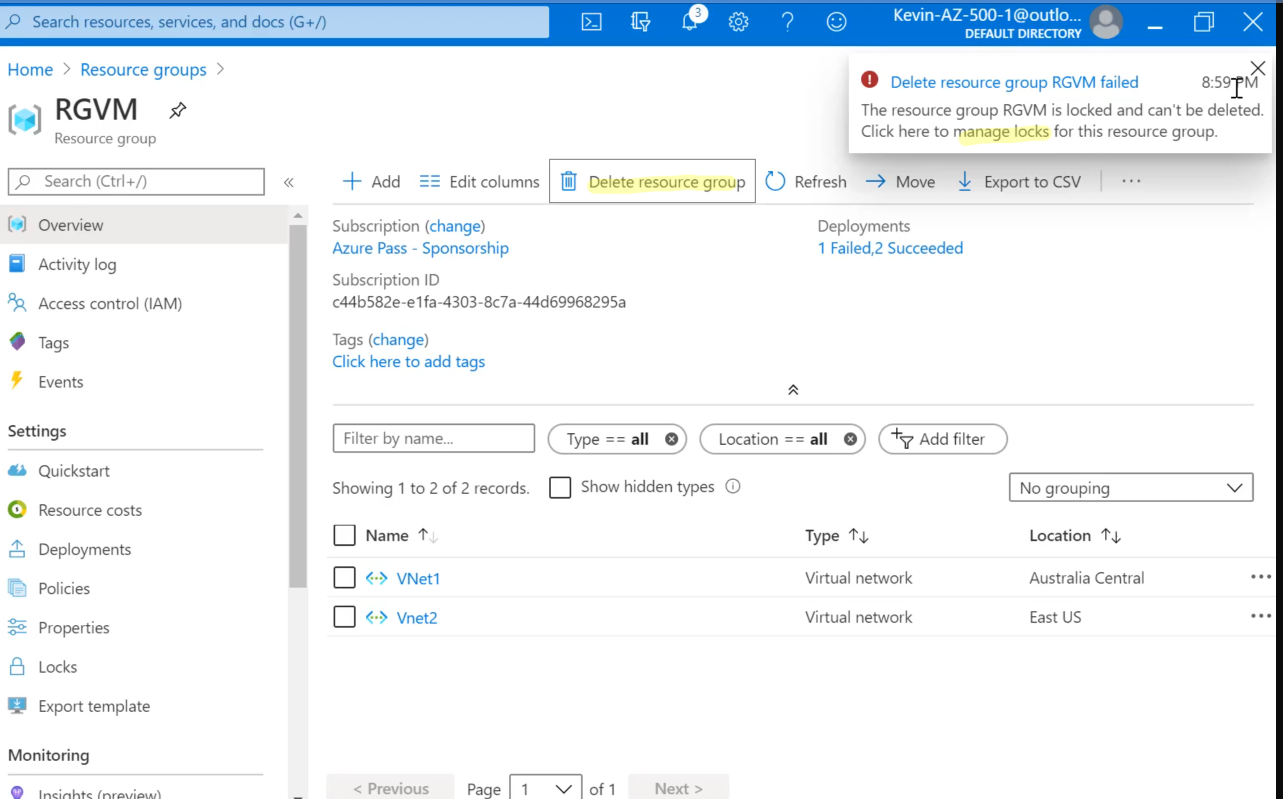 Search resources, services, and docs (G+/)
3
Kevin-AZ-500-1@outlo...
DEFAULT DIRECTORY
Home > Resource groups >
RGVM
Resource group
Delete resource group RGVM failed 8:59 PM
The resource group RGVM is locked and can't be deleted.
Click here to manage locks for this resource group.
Search (Ctrl+/)
«
Overview
Activity log
Access control (IAM)
Tags
Events
Settings
Quickstart
Resource costs
Deployments
Policies
Properties
Locks
Export template
Monitoring
Insights (preview)
Add Edit columns Delete resource group Refresh Move Export to CSV ...
Subscription (change)
Azure Pass - Sponsorship
Subscription ID
c44b582e-e1fa-4303-8c7a-44d69968295a
Tags (change)
Click here to add tags
Deployments
1 Failed,2 Succeeded
Filter by name... Type == all Location == all Add filter
Showing 1 to 2 of 2 records. Show hidden types No grouping
Name Type Location
VNet1 Virtual network Australia Central ...
Vnet2 Virtual network East US ...
< Previous Page 1 of 1 Next >